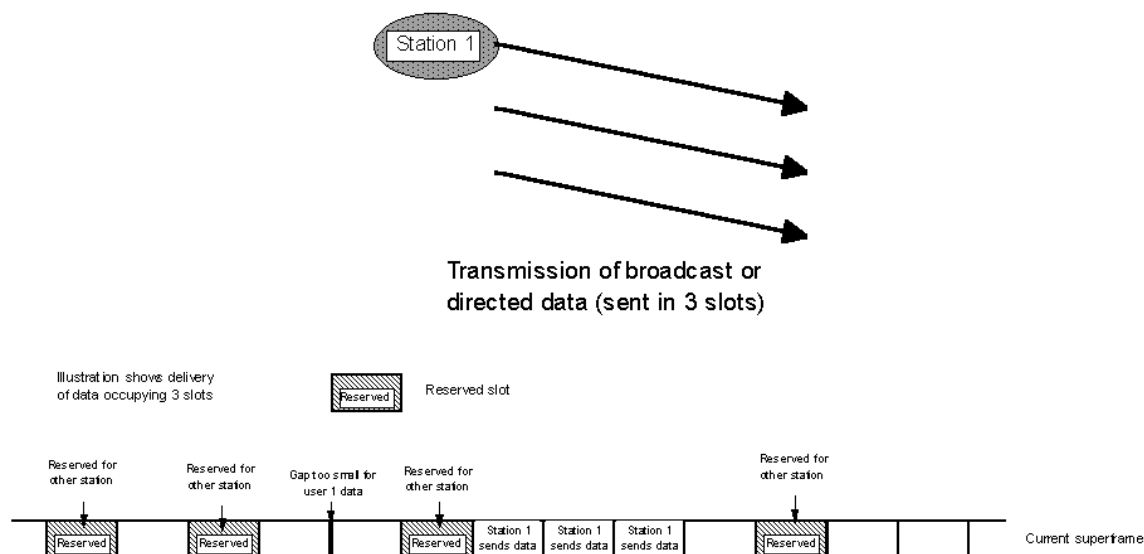 Station 1
Transmission of broadcast or
directed data (sent in 3 slots)
Illustration shows delivery
of data occupying 3 slots
Reserved
Reserved slot
Reserved for
other station
Reserved for
other station
Gap too small for
user 1 data
Reserved for
other station
Reserved for
other station
Reserved
Reserved
Reserved
Station 1
sends data
Station 1
sends data
Station 1
sends data
Reserved
Current superframe